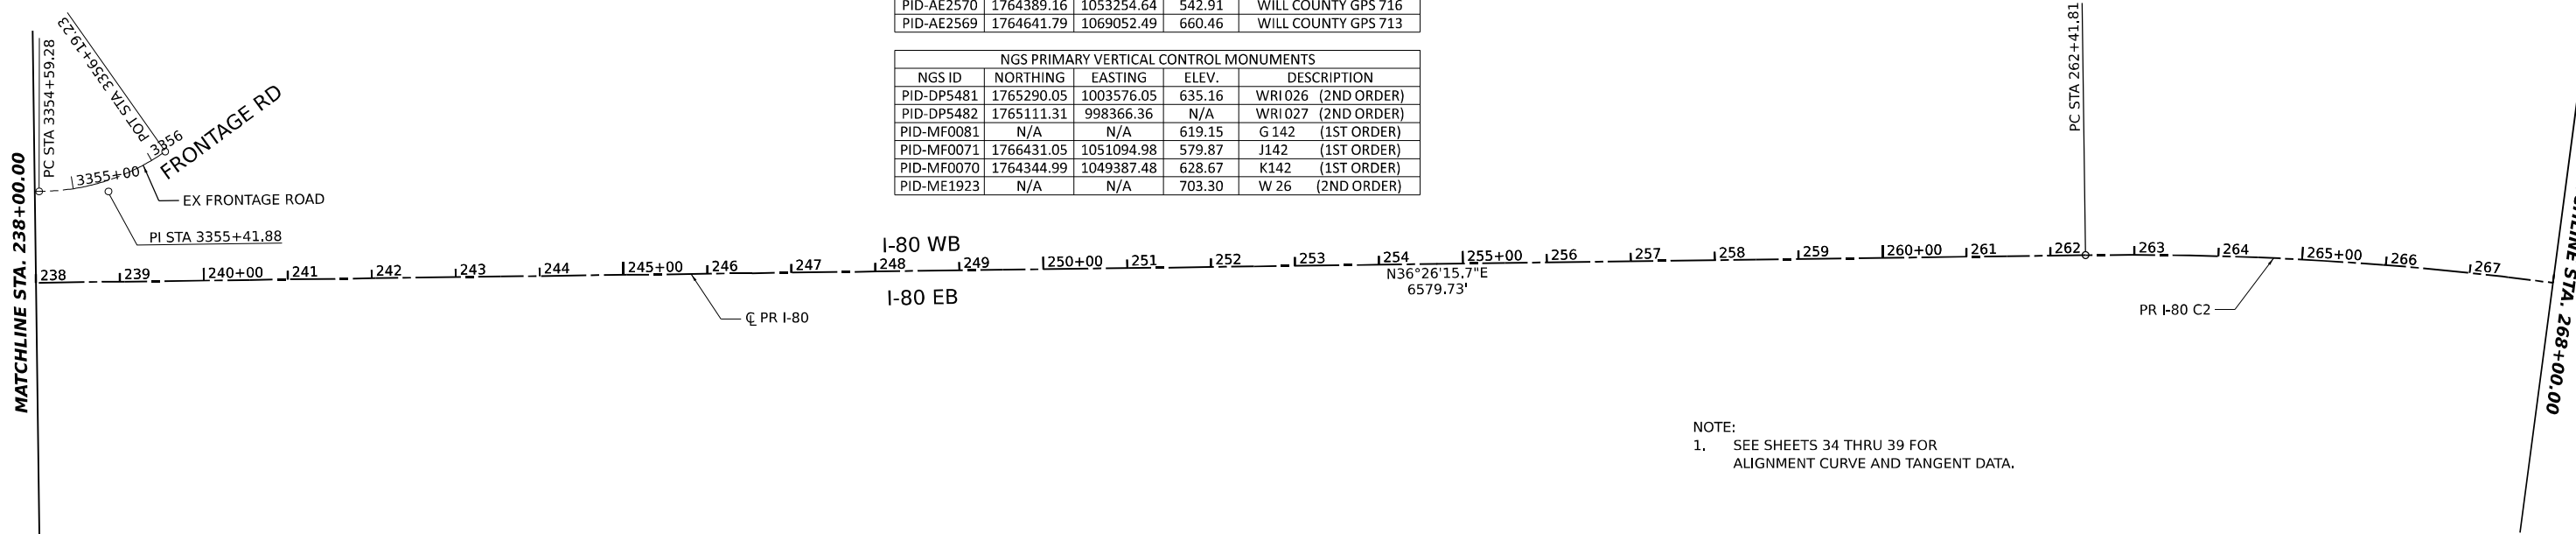 PID-AE2570 1764389.16 1053254.64 542.91 WILL COUNTY GPS 716
PID-AE2569 1764641.79 1069052.49 660.46 WILL COUNTY GPS 713
NGS PRIMARY VERTICAL CONTROL MONUMENTS
NGS ID NORTHING EASTING ELEV. DESCRIPTION
PID-DP5481 1765290.05 1003576.05 635.16 WRI 026 (2ND ORDER)
PID-DP5482 1765111.31 998366.36 N/A WRI 027 (2ND ORDER)
PID-MF0081 N/A N/A 619.15 G 142 (1ST ORDER)
PID-MF0071 1766431.05 1051094.98 579.87 J142 (1ST ORDER)
PID-MF0070 1764344.99 1049387.48 628.67 K142 (1ST ORDER)
PID-ME1923 N/A N/A 703.30 W 26 (2ND ORDER)
MATCHLINE STA. 238+00.00
PC STA 3354+59.28
POT STA 3356+19.23
3355+00
3356
FRONTAGE RD
EX FRONTAGE ROAD
PI STA 3355+41.88
I-80 WB
238 239 240+00 241 242 243 244 245+00 246 247 248 249 250+00 251 252 253 254 255+00 256 257 258 259 260+00 261 262 263 264 265+00 266 267
I-80 EB
N36°26'15.7"E
6579.73'
℄ PR I-80
PC STA 262+41.81
PR I-80 C2
STA. 268+00.00
NOTE:
1. SEE SHEETS 34 THRU 39 FOR
ALIGNMENT CURVE AND TANGENT DATA.